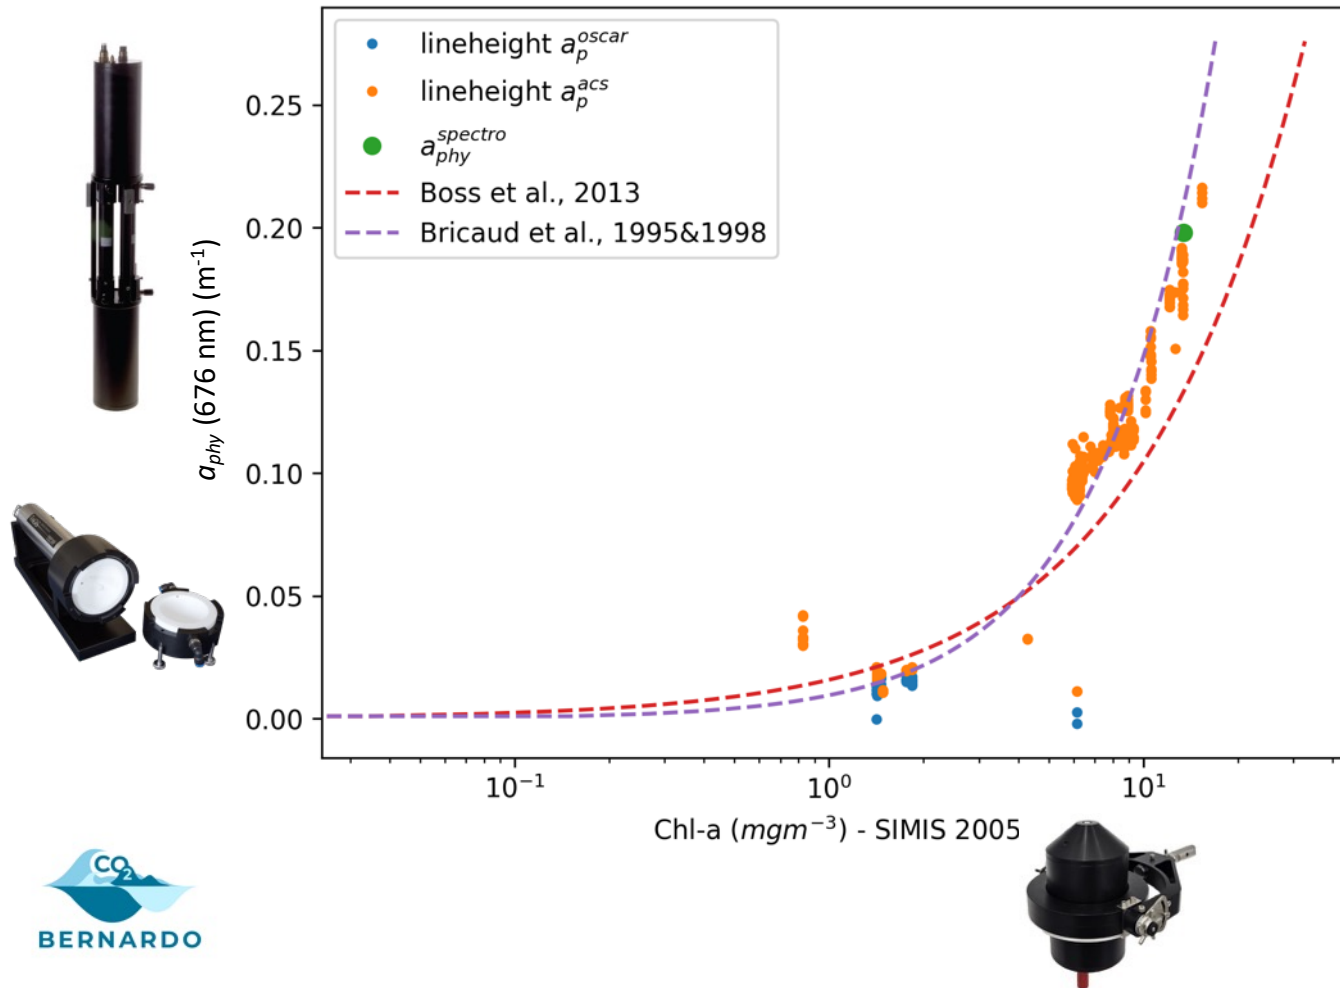 lineheight a_p^oscar
lineheight a_p^acs
a_phy^spectro
Boss et al., 2013
Bricaud et al., 1995&1998
a_phy (676 nm) (m^-1)
0.25
0.20
0.15
0.10
0.05
0.00
10^-1
10^0
10^1
Chl-a (mgm^-3) - SIMIS 2005
CO2
BERNARDO